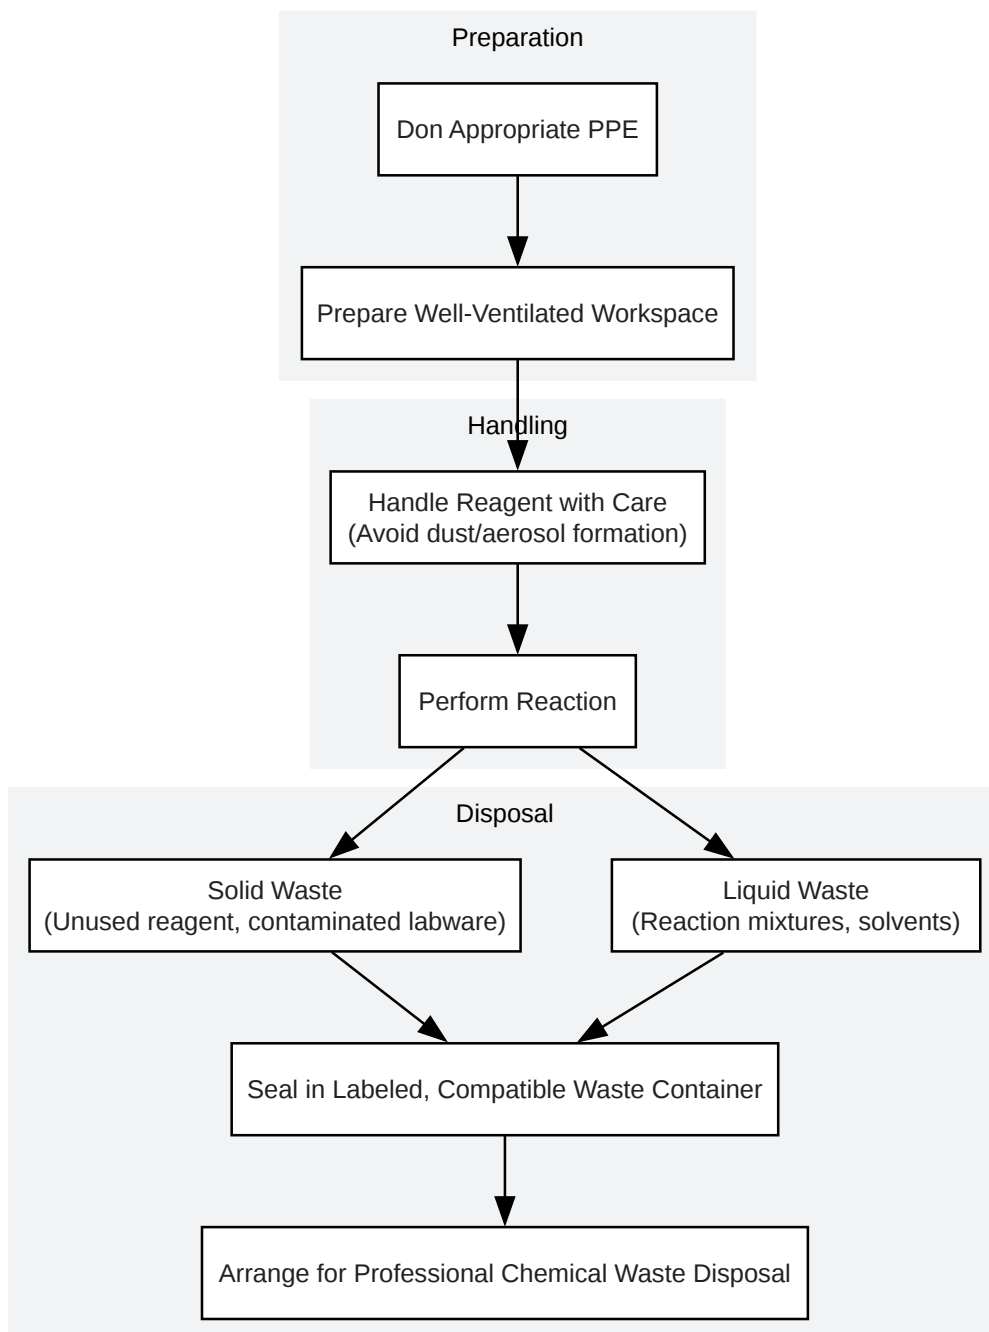 Preparation
Don Appropriate PPE
Prepare Well-Ventilated Workspace
Handling
Handle Reagent with Care
(Avoid dust/aerosol formation)
Perform Reaction
Disposal
Solid Waste
(Unused reagent, contaminated labware)
Liquid Waste
(Reaction mixtures, solvents)
Seal in Labeled, Compatible Waste Container
Arrange for Professional Chemical Waste Disposal